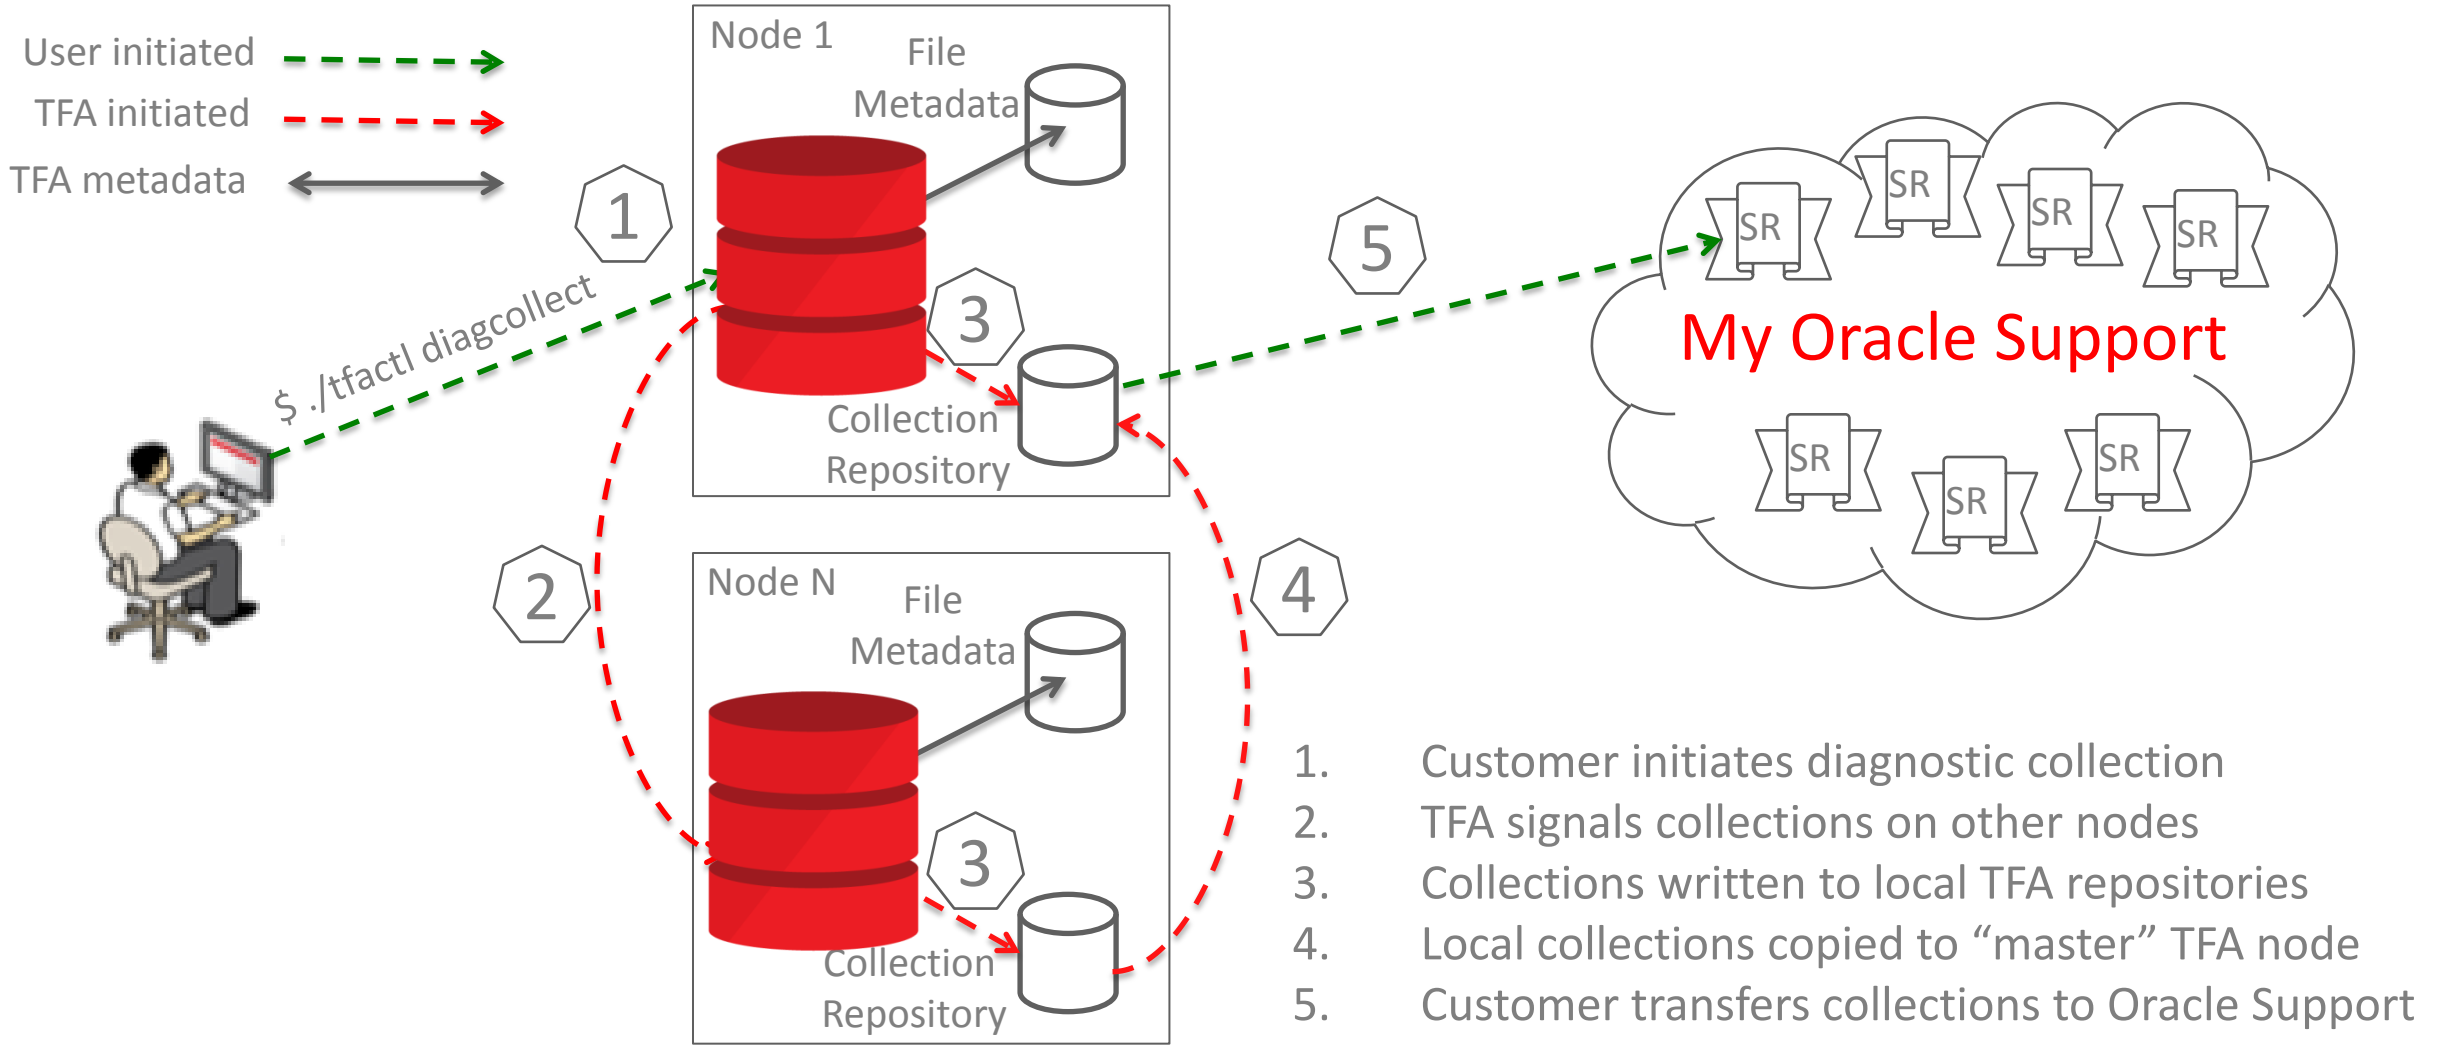 User initiated
TFA initiated
TFA metadata
$ ./tfactl diagcollect
1
2
Node 1
File
Metadata
3
Collection
Repository
Node N
File
Metadata
3
Collection
Repository
4
5
SR
SR
SR
SR
My Oracle Support
SR
SR
SR
1. Customer initiates diagnostic collection
2. TFA signals collections on other nodes
3. Collections written to local TFA repositories
4. Local collections copied to “master” TFA node
5. Customer transfers collections to Oracle Support